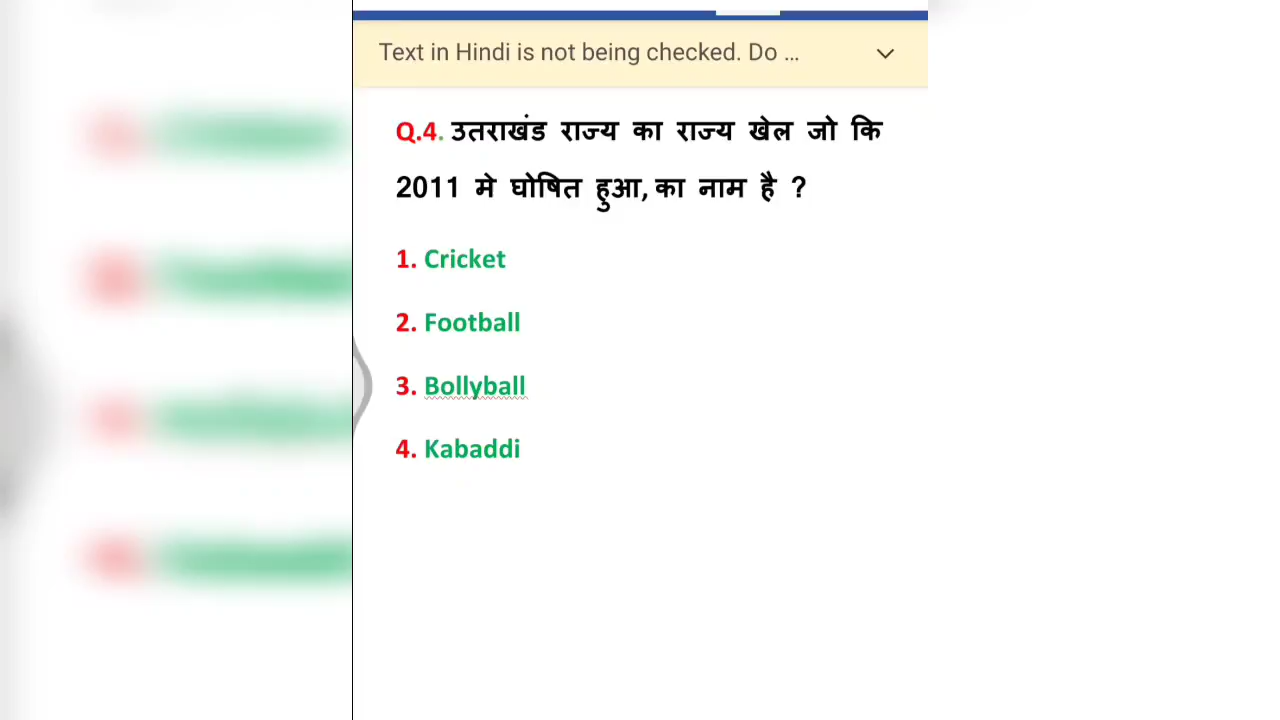 Text in Hindi is not being checked. Do ...
Q.4. उतराखंड राज्य का राज्य खेल जो कि
2011 मे घोषित हुआ, का नाम है ?
1. Cricket
2. Football
3. Bollyball
4. Kabaddi